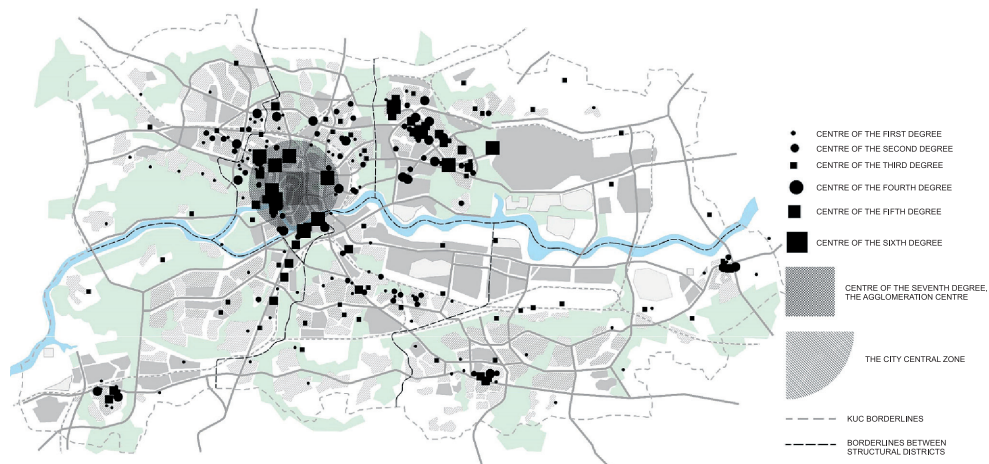 CENTRE OF THE FIRST DEGREE
CENTRE OF THE SECOND DEGREE
CENTRE OF THE THIRD DEGREE
CENTRE OF THE FOURTH DEGREE
CENTRE OF THE FIFTH DEGREE
CENTRE OF THE SIXTH DEGREE
CENTRE OF THE SEVENTH DEGREE,
THE AGGLOMERATION CENTRE
THE CITY CENTRAL ZONE
KUC BORDERLINES
BORDERLINES BETWEEN
STRUCTURAL DISTRICTS